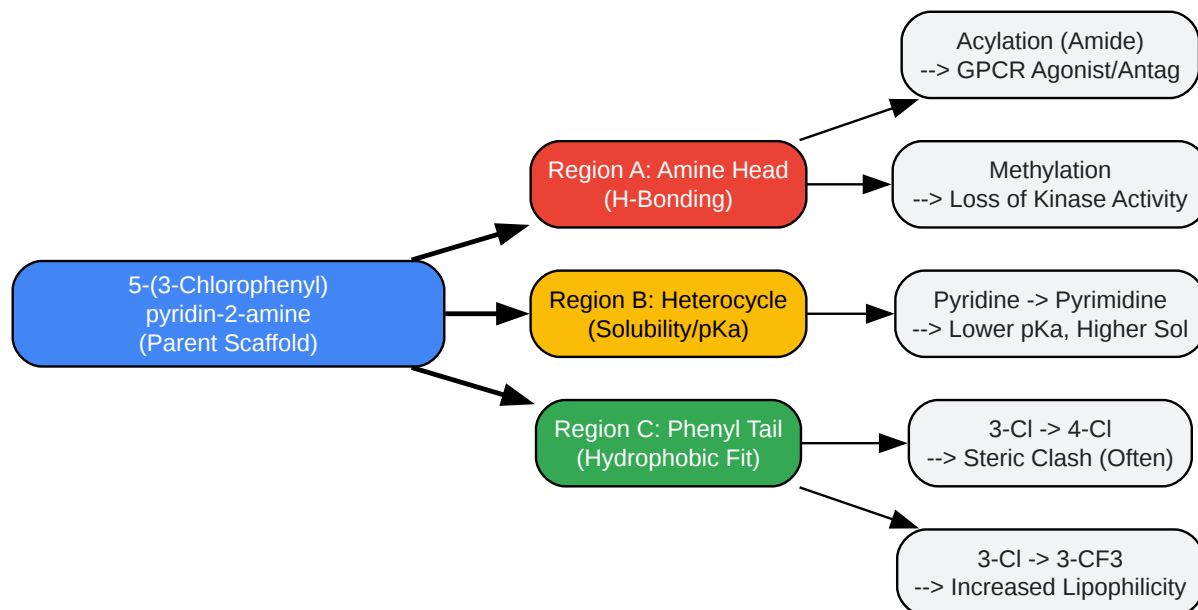 Acylation (Amide)
--> GPCR Agonist/Antag
Region A: Amine Head
(H-Bonding)
Methylation
--> Loss of Kinase Activity
5-(3-Chlorophenyl)
pyridin-2-amine
(Parent Scaffold)
Region B: Heterocycle
(Solubility/pKa)
Pyridine -> Pyrimidine
--> Lower pKa, Higher Sol
Region C: Phenyl Tail
(Hydrophobic Fit)
3-Cl -> 4-Cl
--> Steric Clash (Often)
3-Cl -> 3-CF3
--> Increased Lipophilicity